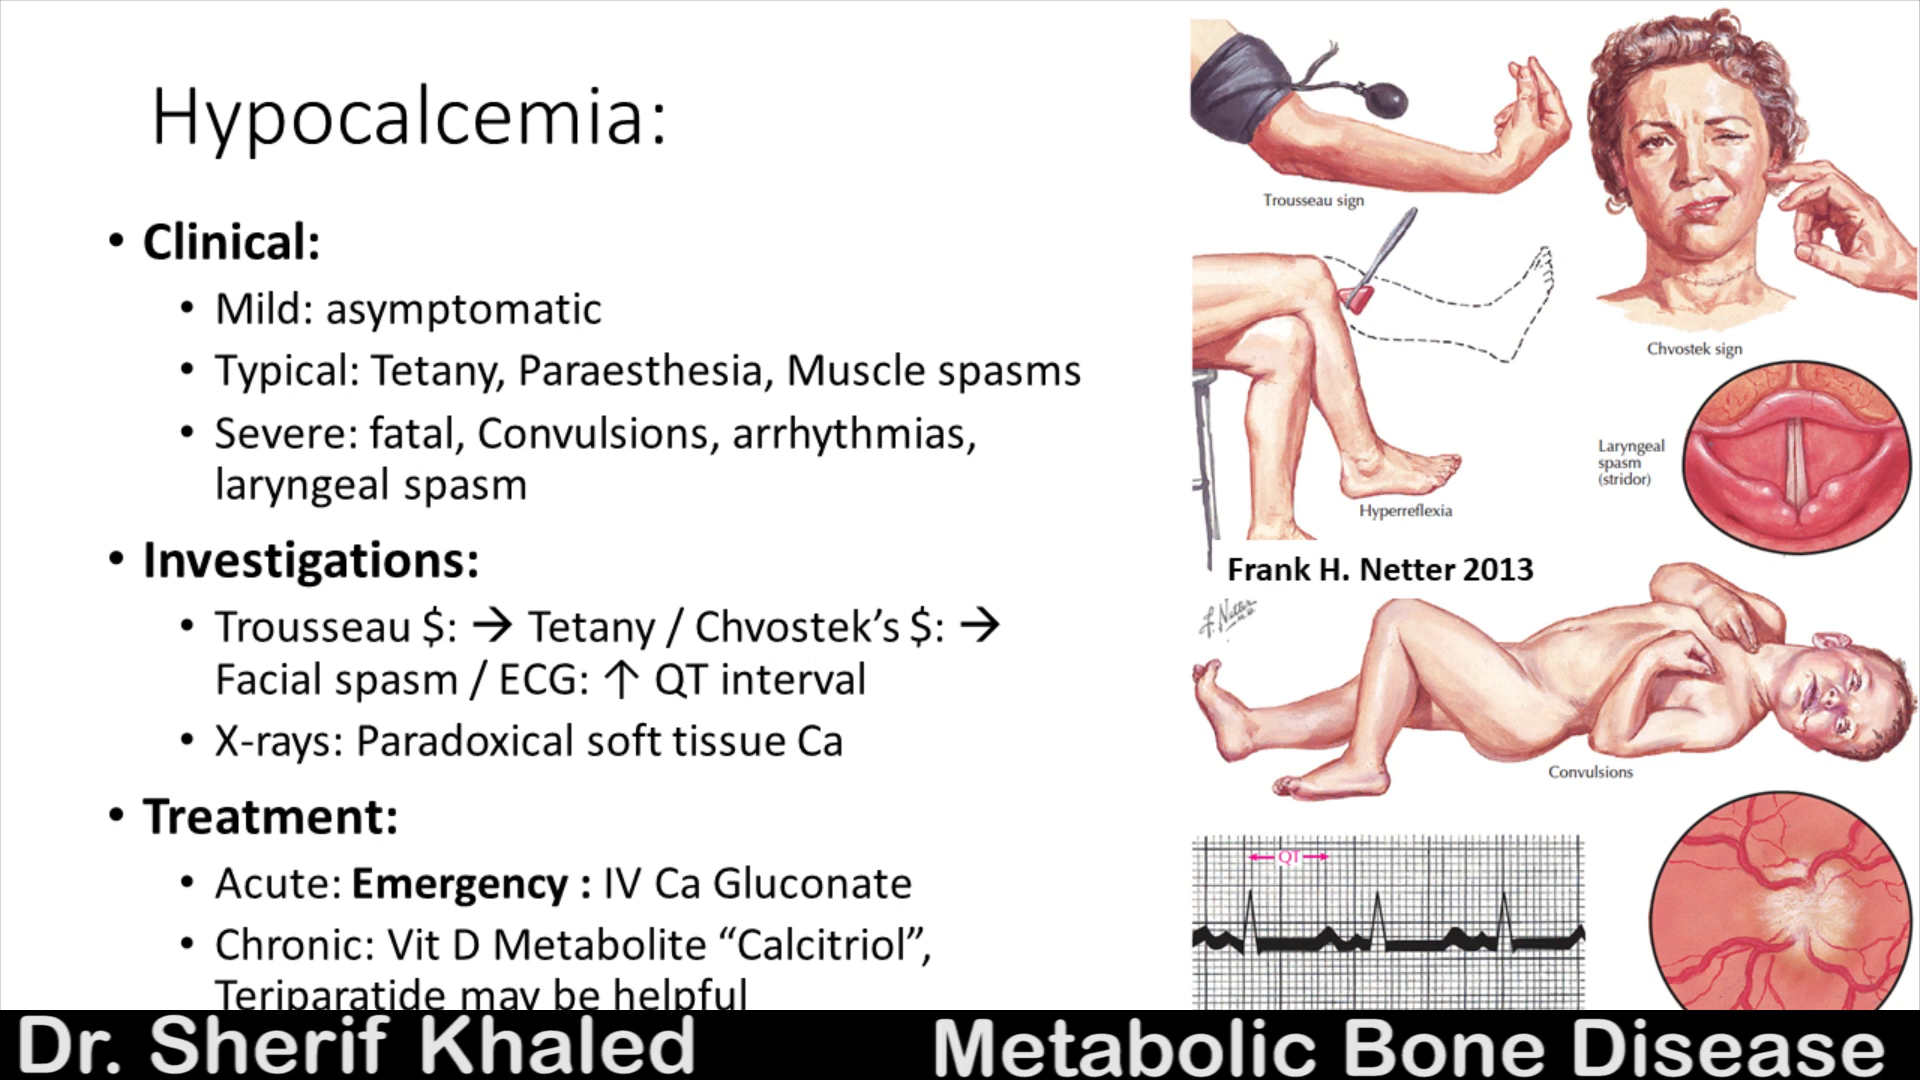 Hypocalcemia:
• Clinical:
• Mild: asymptomatic
• Typical: Tetany, Paraesthesia, Muscle spasms
• Severe: fatal, Convulsions, arrhythmias,
laryngeal spasm
• Investigations:
• Trousseau $: → Tetany / Chvostek’s $: →
Facial spasm / ECG: ↑ QT interval
• X-rays: Paradoxical soft tissue Ca
• Treatment:
• Acute: Emergency : IV Ca Gluconate
• Chronic: Vit D Metabolite “Calcitriol”,
Teriparatide may be helpful
Trousseau sign
Chvostek sign
Hyperreflexia
Laryngeal
spasm
(stridor)
Frank H. Netter 2013
F. Netter
M.D.
Convulsions
QT
Dr. Sherif Khaled
Metabolic Bone Disease